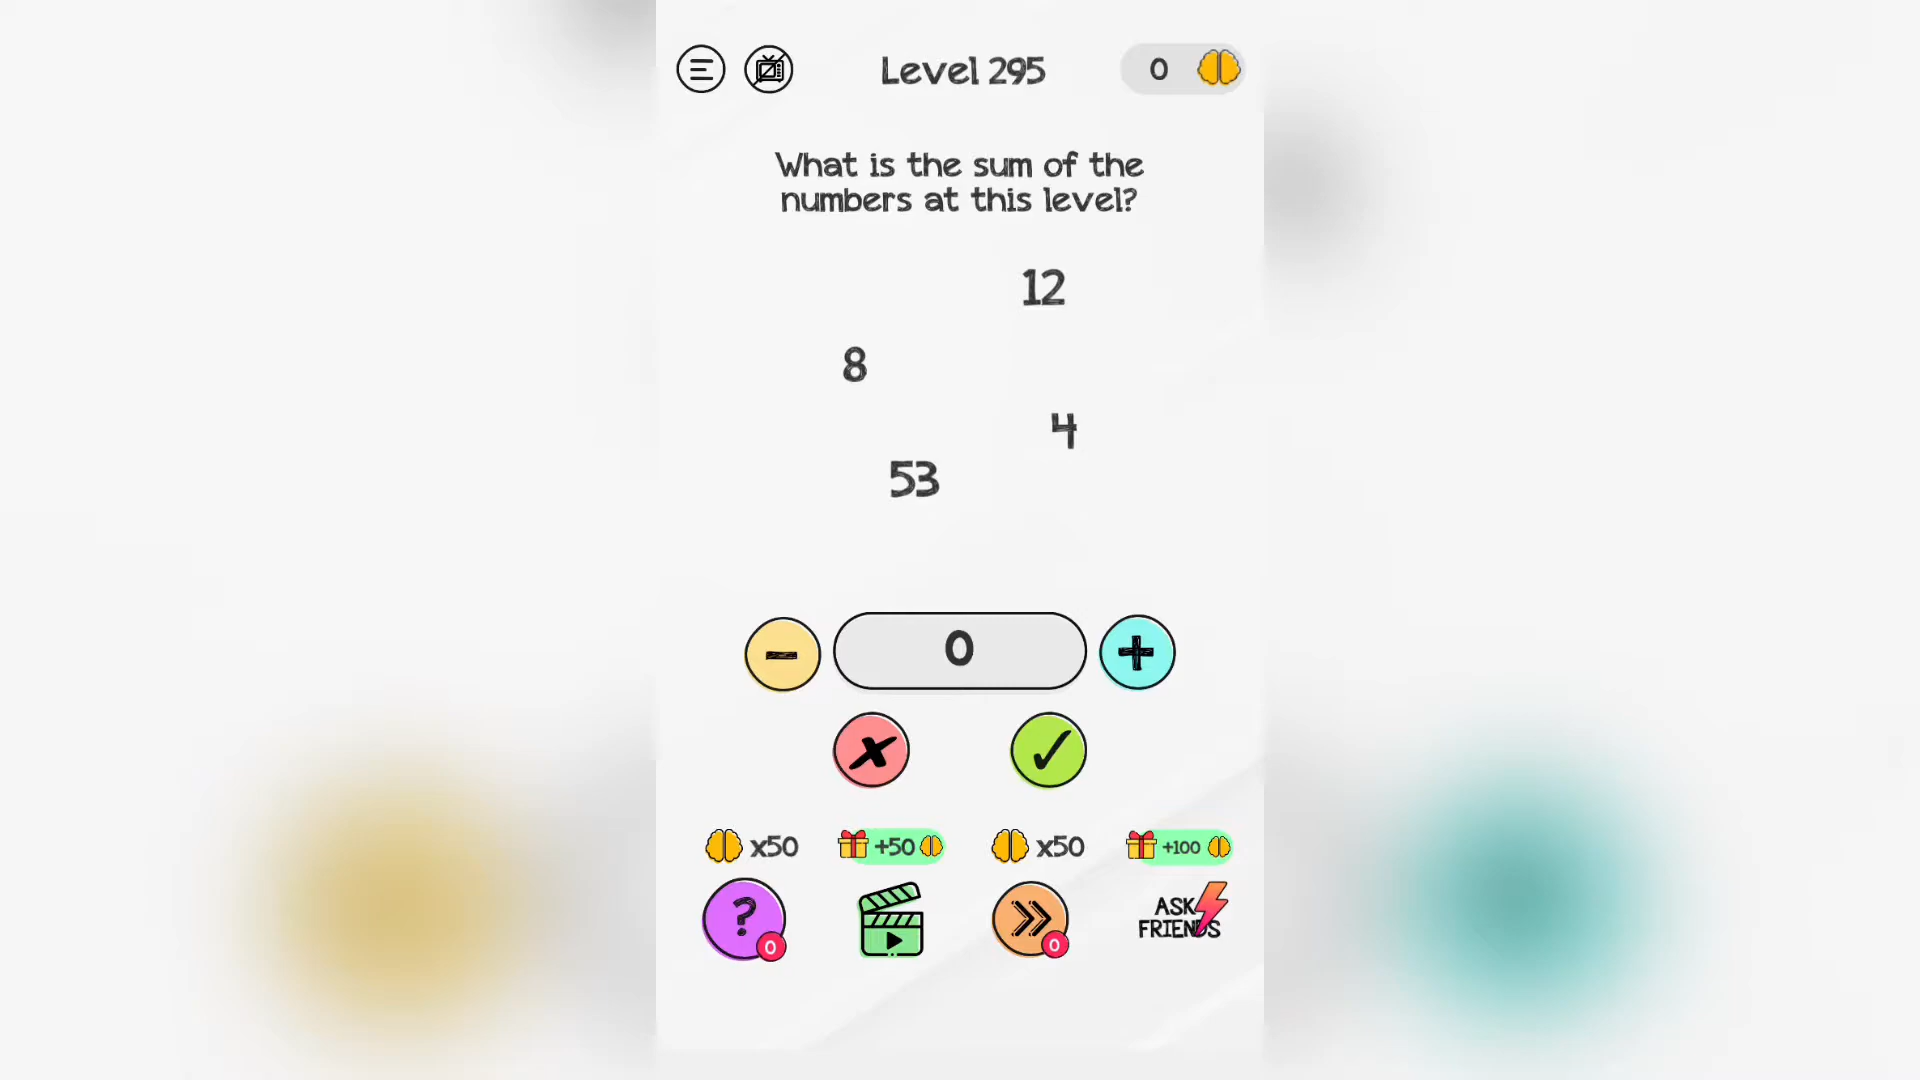 Level 295
0
What is the sum of the
numbers at this level?
12
8
4
53
-
0
+
x50
+50
x50
+100
?
0
0
ASK
FRIENDS